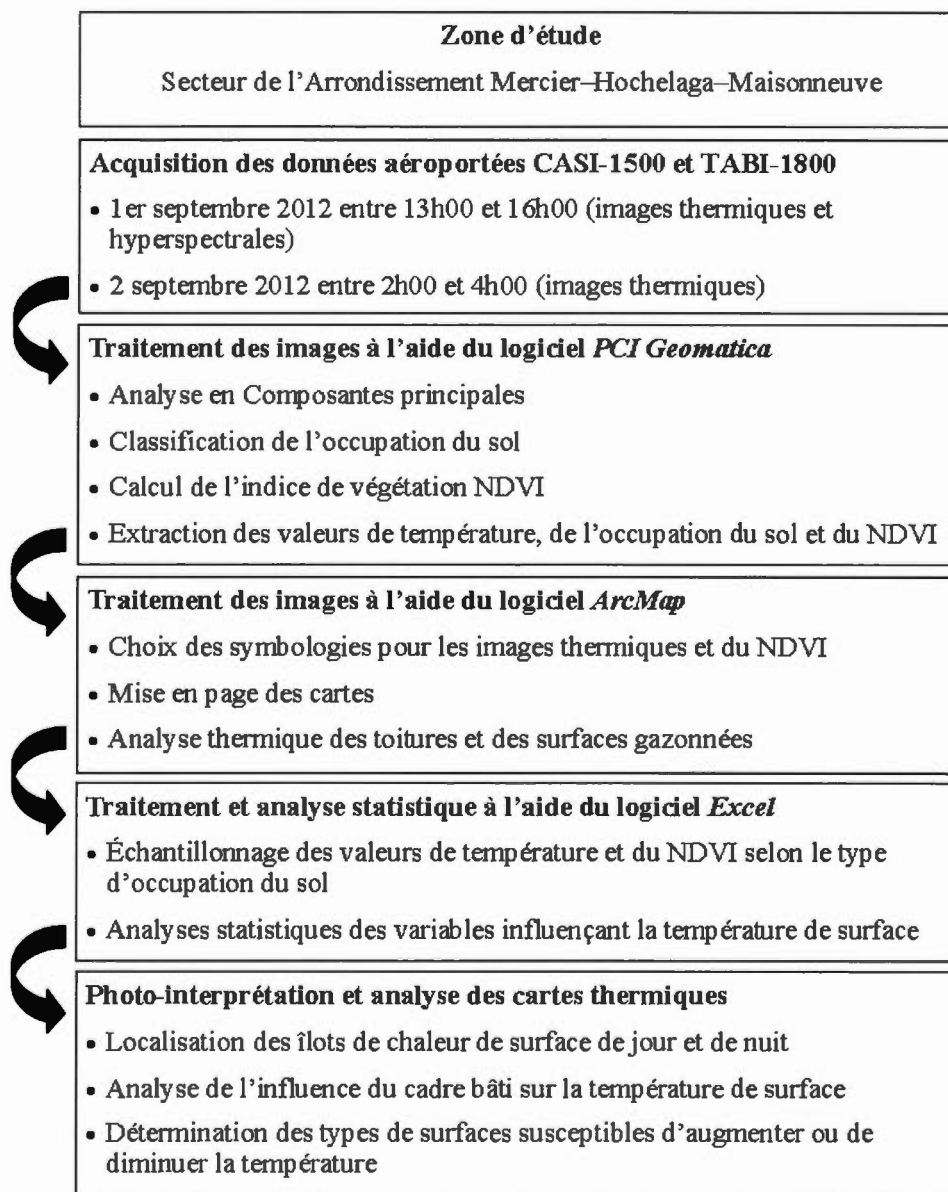 Zone d'étude
Secteur de l'Arrondissement Mercier–Hochelaga–Maisonneuve
Acquisition des données aéroportées CASI-1500 et TABI-1800
• 1er septembre 2012 entre 13h00 et 16h00 (images thermiques et
hyperspectrales)
• 2 septembre 2012 entre 2h00 et 4h00 (images thermiques)
Traitement des images à l'aide du logiciel PCI Geomatica
• Analyse en Composantes principales
• Classification de l'occupation du sol
• Calcul de l'indice de végétation NDVI
• Extraction des valeurs de température, de l'occupation du sol et du NDVI
Traitement des images à l'aide du logiciel ArcMap
• Choix des symbologies pour les images thermiques et du NDVI
• Mise en page des cartes
• Analyse thermique des toitures et des surfaces gazonnées
Traitement et analyse statistique à l'aide du logiciel Excel
• Échantillonnage des valeurs de température et du NDVI selon le type
d'occupation du sol
• Analyses statistiques des variables influençant la température de surface
Photo-interprétation et analyse des cartes thermiques
• Localisation des îlots de chaleur de surface de jour et de nuit
• Analyse de l'influence du cadre bâti sur la température de surface
• Détermination des types de surfaces susceptibles d'augmenter ou de
diminuer la température